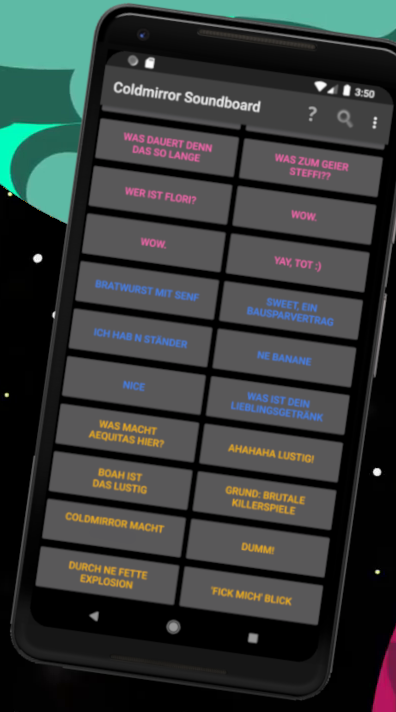 3:50
Coldmirror Soundboard ?
WAS DAUERT DENN
DAS SO LANGE
WAS ZUM GEIER
STEFFI??
WER IST FLORI?
WOW.
WOW.
YAY, TOT :)
BRATWURST MIT SENF
SWEET, EIN
BAUSPARVERTRAG
ICH HAB N STÄNDER
NE BANANE
NICE
WAS IST DEIN
LIEBLINGSGETRÄNK
WAS MACHT
AEQUITAS HIER?
AHAHAHA LUSTIG!
BOAH IST
DAS LUSTIG
GRUND: BRUTALE
KILLERSPIELE
COLDMIRROR MACHT
DUMM!
DURCH NE FETTE
EXPLOSION
'FICK MICH' BLICK